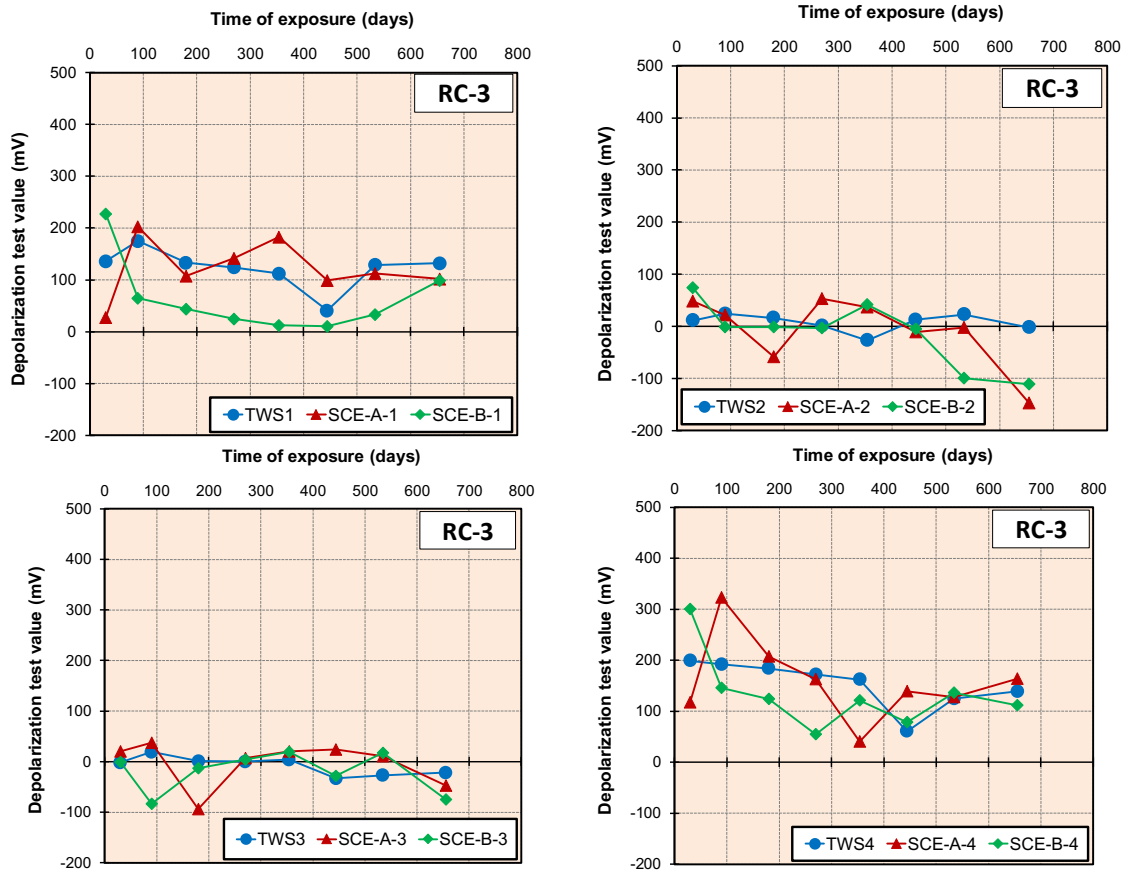 Time of exposure (days)
0 100 200 300 400 500 600 700 800
500
400
300
200
100
0
-100
-200
Depolarization test value (mV)
RC-3
TWS1 SCE-A-1 SCE-B-1
Time of exposure (days)
0 100 200 300 400 500 600 700 800
500
400
300
200
100
0
-100
-200
Depolarization test value (mV)
RC-3
TWS2 SCE-A-2 SCE-B-2
Time of exposure (days)
0 100 200 300 400 500 600 700 800
500
400
300
200
100
0
-100
-200
Depolarization test value (mV)
RC-3
TWS3 SCE-A-3 SCE-B-3
Time of exposure (days)
0 100 200 300 400 500 600 700 800
500
400
300
200
100
0
-100
-200
Depolarization test value (mV)
RC-3
TWS4 SCE-A-4 SCE-B-4